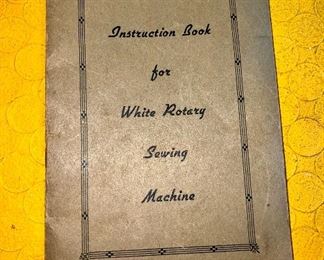 Instruction Book
for
White Rotary
Sewing
Machine